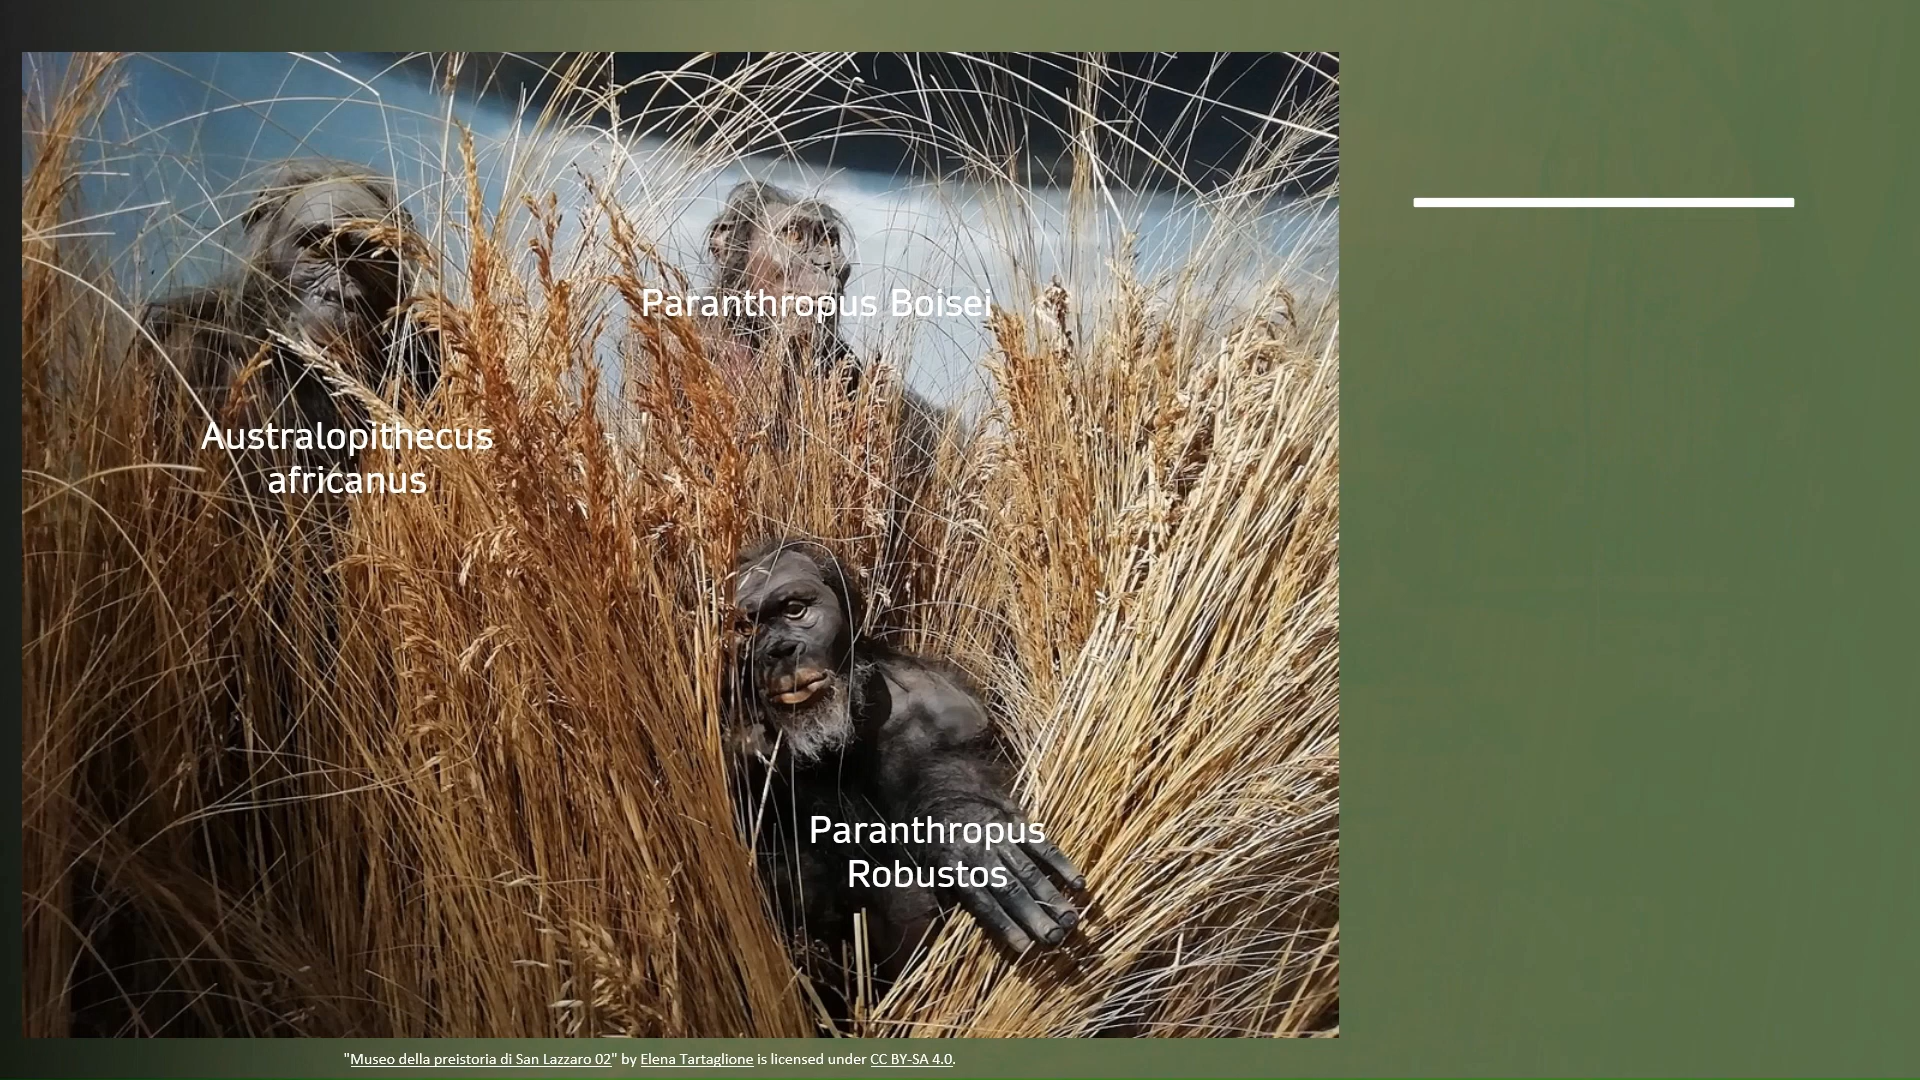 Paranthropus Boisei
Australopithecus
africanus
Paranthropus
Robustos
"Museo della preistoria di San Lazzaro 02" by Elena Tartaglione is licensed under CC BY-SA 4.0.